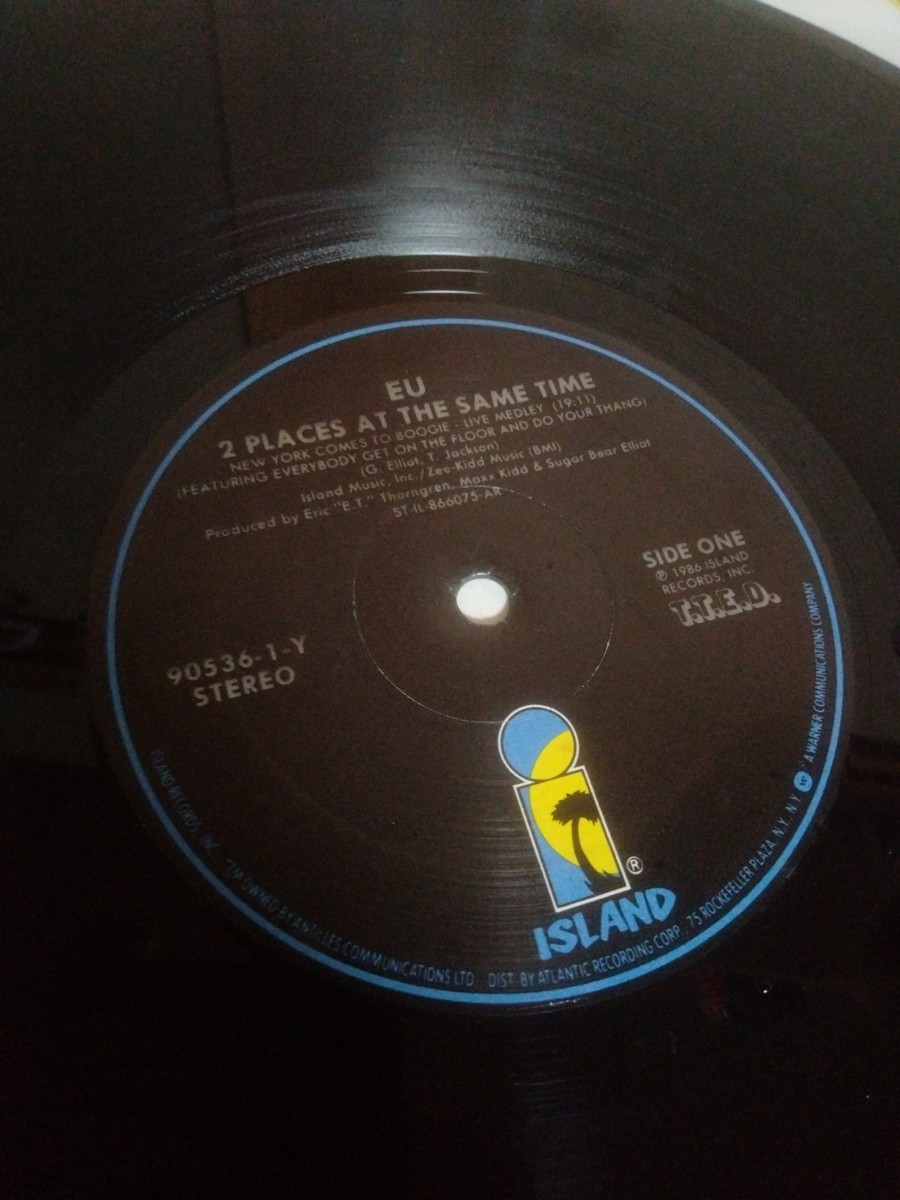 EU
2 PLACES AT THE SAME TIME
NEW YORK COMES TO BOOGIE - LIVE MEDLEY (19:11)
(FEATURING EVERYBODY GET ON THE FLOOR AND DO YOUR THANG)
(G. Elliot, T. Jackson)
Island Music, Inc./Zee-Kidd Music (BMI)
Produced by Eric "E.T." Thorngren, Maxx Kidd & Sugar Bear Elliot
ST-IL-866075-AR
SIDE ONE
℗ 1986 ISLAND
RECORDS, INC.
T.T.E.D.
90536-1-Y
STEREO
®
ISLAND
ISLAND RECORDS, INC. TM OWNED BY ANTILLES COMMUNICATIONS LTD. DIST. BY ATLANTIC RECORDING CORP. 75 ROCKEFELLER PLAZA, N.Y., N.Y. A WARNER COMMUNICATIONS COMPANY